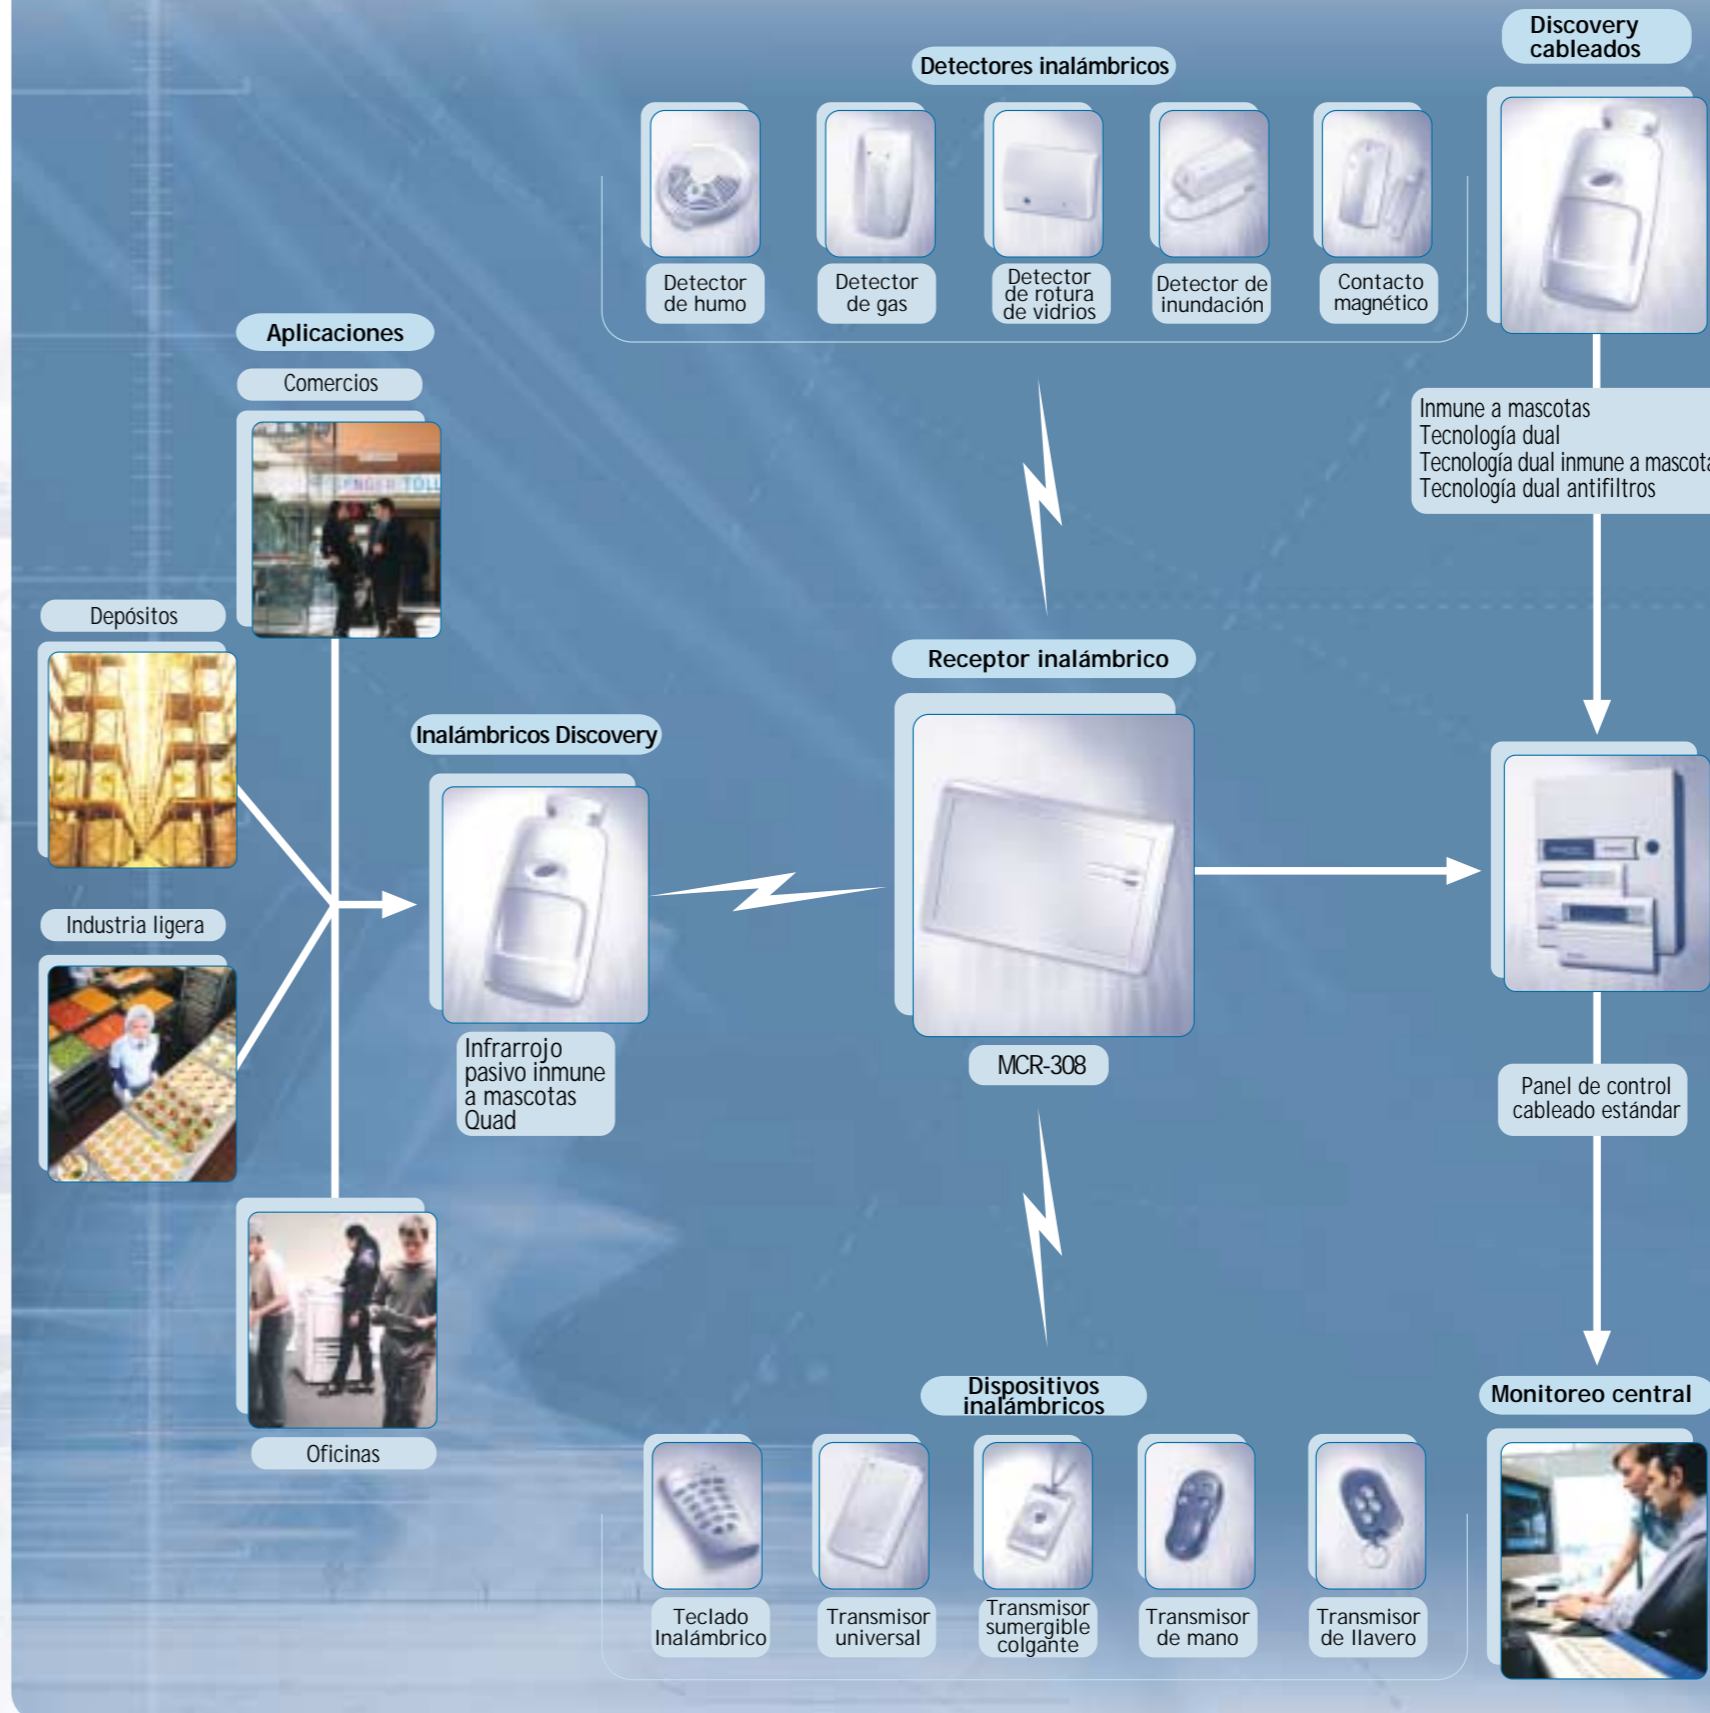 Discovery
cableados
Detectores inalámbricos
Detector
de humo
Detector
de gas
Detector
de rotura
de vidrios
Detector de
inundación
Contacto
magnético
Aplicaciones
Comercios
TOLL
Inmune a mascotas
Tecnología dual
Tecnología dual inmune a mascota
Tecnología dual antifiltros
Depósitos
Receptor inalámbrico
Inalámbricos Discovery
Industria ligera
Infrarrojo
pasivo inmune
a mascotas
Quad
MCR-308
Panel de control
cableado estándar
Oficinas
Dispositivos
inalámbricos
Monitoreo central
Teclado
Inalámbrico
Transmisor
universal
Transmisor
sumergible
colgante
Transmisor
de mano
Transmisor
de llavero